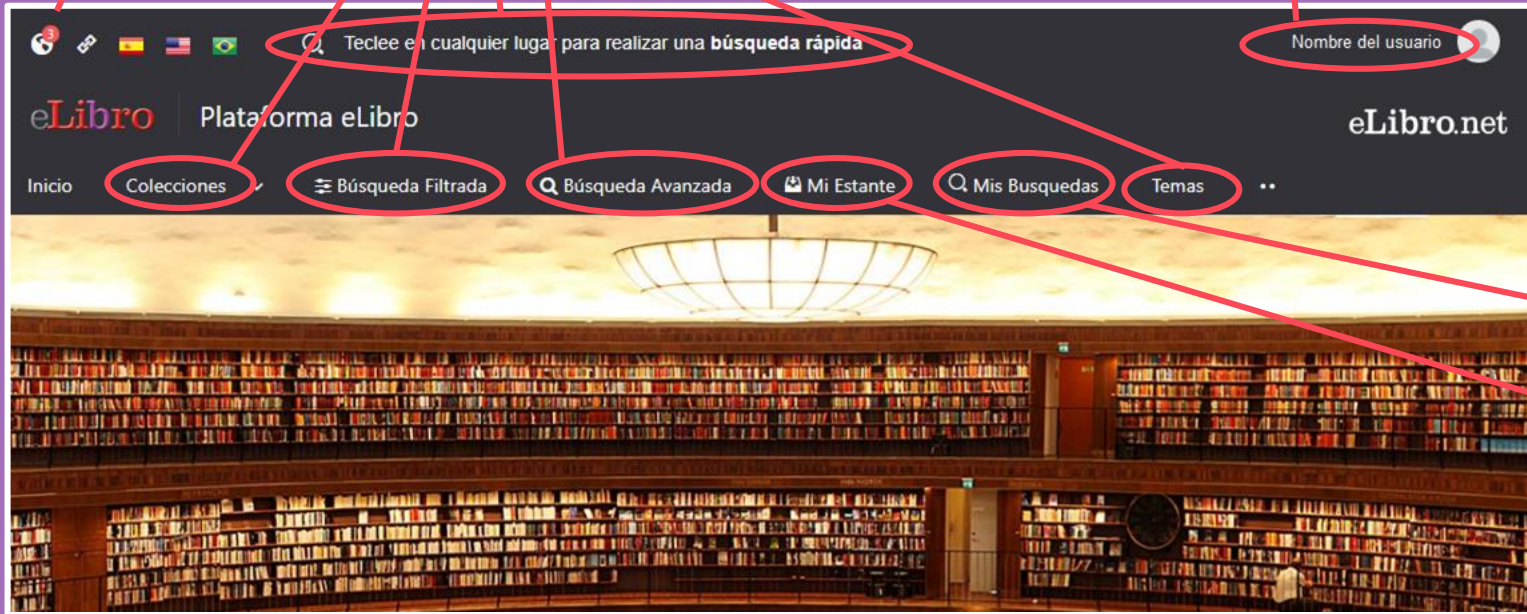 3
Teclee en cualquier lugar para realizar una búsqueda rápida
Nombre del usuario
eLibro
Plataforma eLibro
eLibro.net
Inicio
Colecciones
Búsqueda Filtrada
Búsqueda Avanzada
Mi Estante
Mis Busquedas
Temas